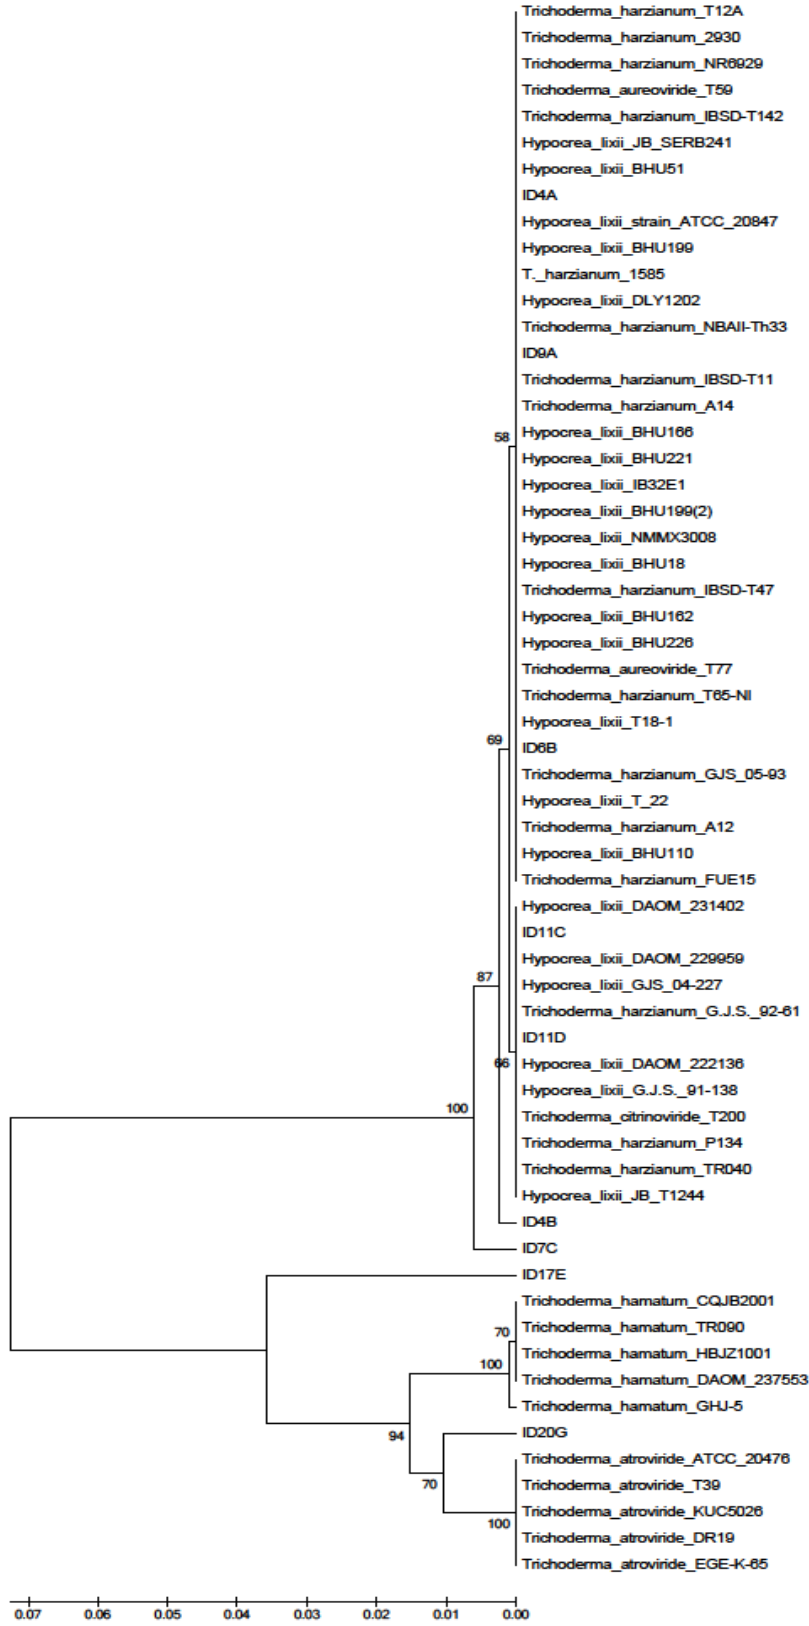 Trichoderma_harzianum_T12A
Trichoderma_harzianum_2930
Trichoderma_harzianum_NR6929
Trichoderma_aureoviride_T59
Trichoderma_harzianum_IBSD-T142
Hypocrea_lixii_JB_SERB241
Hypocrea_lixii_BHU51
ID4A
Hypocrea_lixii_strain_ATCC_20847
Hypocrea_lixii_BHU199
T._harzianum_1585
Hypocrea_lixii_DLY1202
Trichoderma_harzianum_NBAII-Th33
ID9A
Trichoderma_harzianum_IBSD-T11
Trichoderma_harzianum_A14
58 Hypocrea_lixii_BHU166
Hypocrea_lixii_BHU221
Hypocrea_lixii_IB32E1
Hypocrea_lixii_BHU199(2)
Hypocrea_lixii_NMMX3008
Hypocrea_lixii_BHU18
Trichoderma_harzianum_IBSD-T47
Hypocrea_lixii_BHU162
Hypocrea_lixii_BHU226
Trichoderma_aureoviride_T77
Trichoderma_harzianum_T65-NI
Hypocrea_lixii_T18-1
69 ID6B
Trichoderma_harzianum_GJS_05-93
Hypocrea_lixii_T_22
Trichoderma_harzianum_A12
Hypocrea_lixii_BHU110
Trichoderma_harzianum_FUE15
Hypocrea_lixii_DAOM_231402
ID11C
Hypocrea_lixii_DAOM_229959
87 Hypocrea_lixii_GJS_04-227
Trichoderma_harzianum_G.J.S._92-61
ID11D
66 Hypocrea_lixii_DAOM_222136
Hypocrea_lixii_G.J.S._91-138
100 Trichoderma_citrinoviride_T200
Trichoderma_harzianum_P134
Trichoderma_harzianum_TR040
Hypocrea_lixii_JB_T1244
ID4B
ID7C
ID17E
Trichoderma_hamatum_CQJB2001
70 Trichoderma_hamatum_TR090
100 Trichoderma_hamatum_HBJZ1001
Trichoderma_hamatum_DAOM_237553
Trichoderma_hamatum_GHJ-5
94 ID20G
Trichoderma_atroviride_ATCC_20476
70 Trichoderma_atroviride_T39
100 Trichoderma_atroviride_KUC5026
Trichoderma_atroviride_DR19
Trichoderma_atroviride_EGE-K-65
0.07 0.06 0.05 0.04 0.03 0.02 0.01 0.00